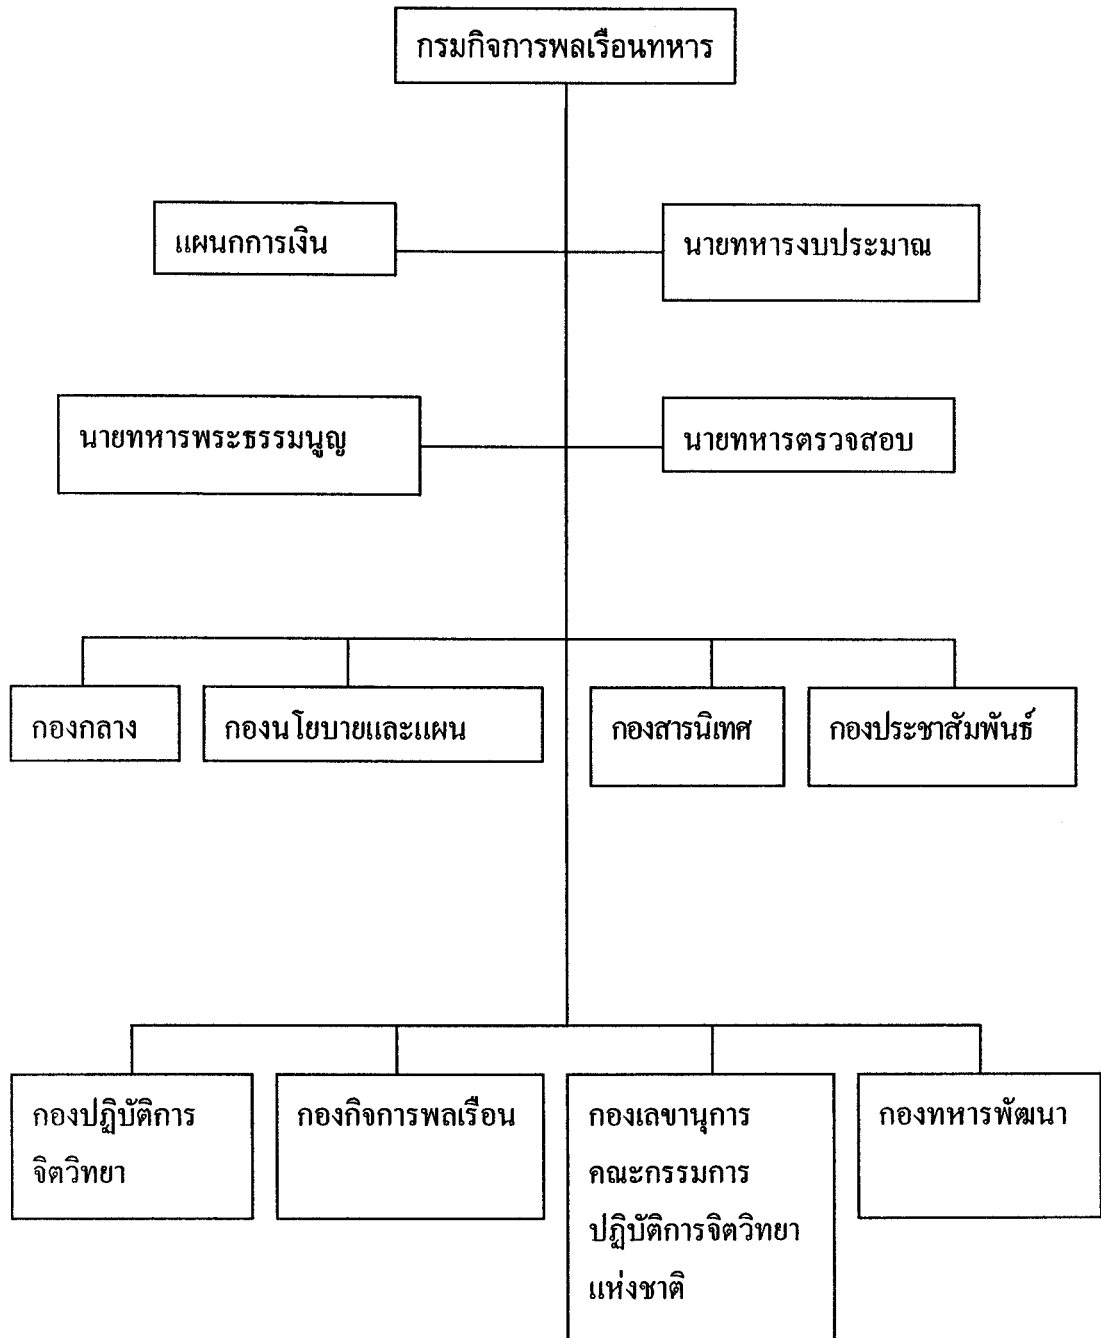 กรมกิจการพลเรือนทหาร
แผนกการเงิน
นายทหารงบประมาณ
นายทหารพระธรรมนูญ
นายทหารตรวจสอบ
กองกลาง
กองนโยบายและแผน
กองสารนิเทศ
กองประชาสัมพันธ์
กองปฏิบัติการ
จิตวิทยา
กองกิจการพลเรือน
กองเลขานุการ
คณะกรรมการ
ปฏิบัติการจิตวิทยา
แห่งชาติ
กองทหารพัฒนา